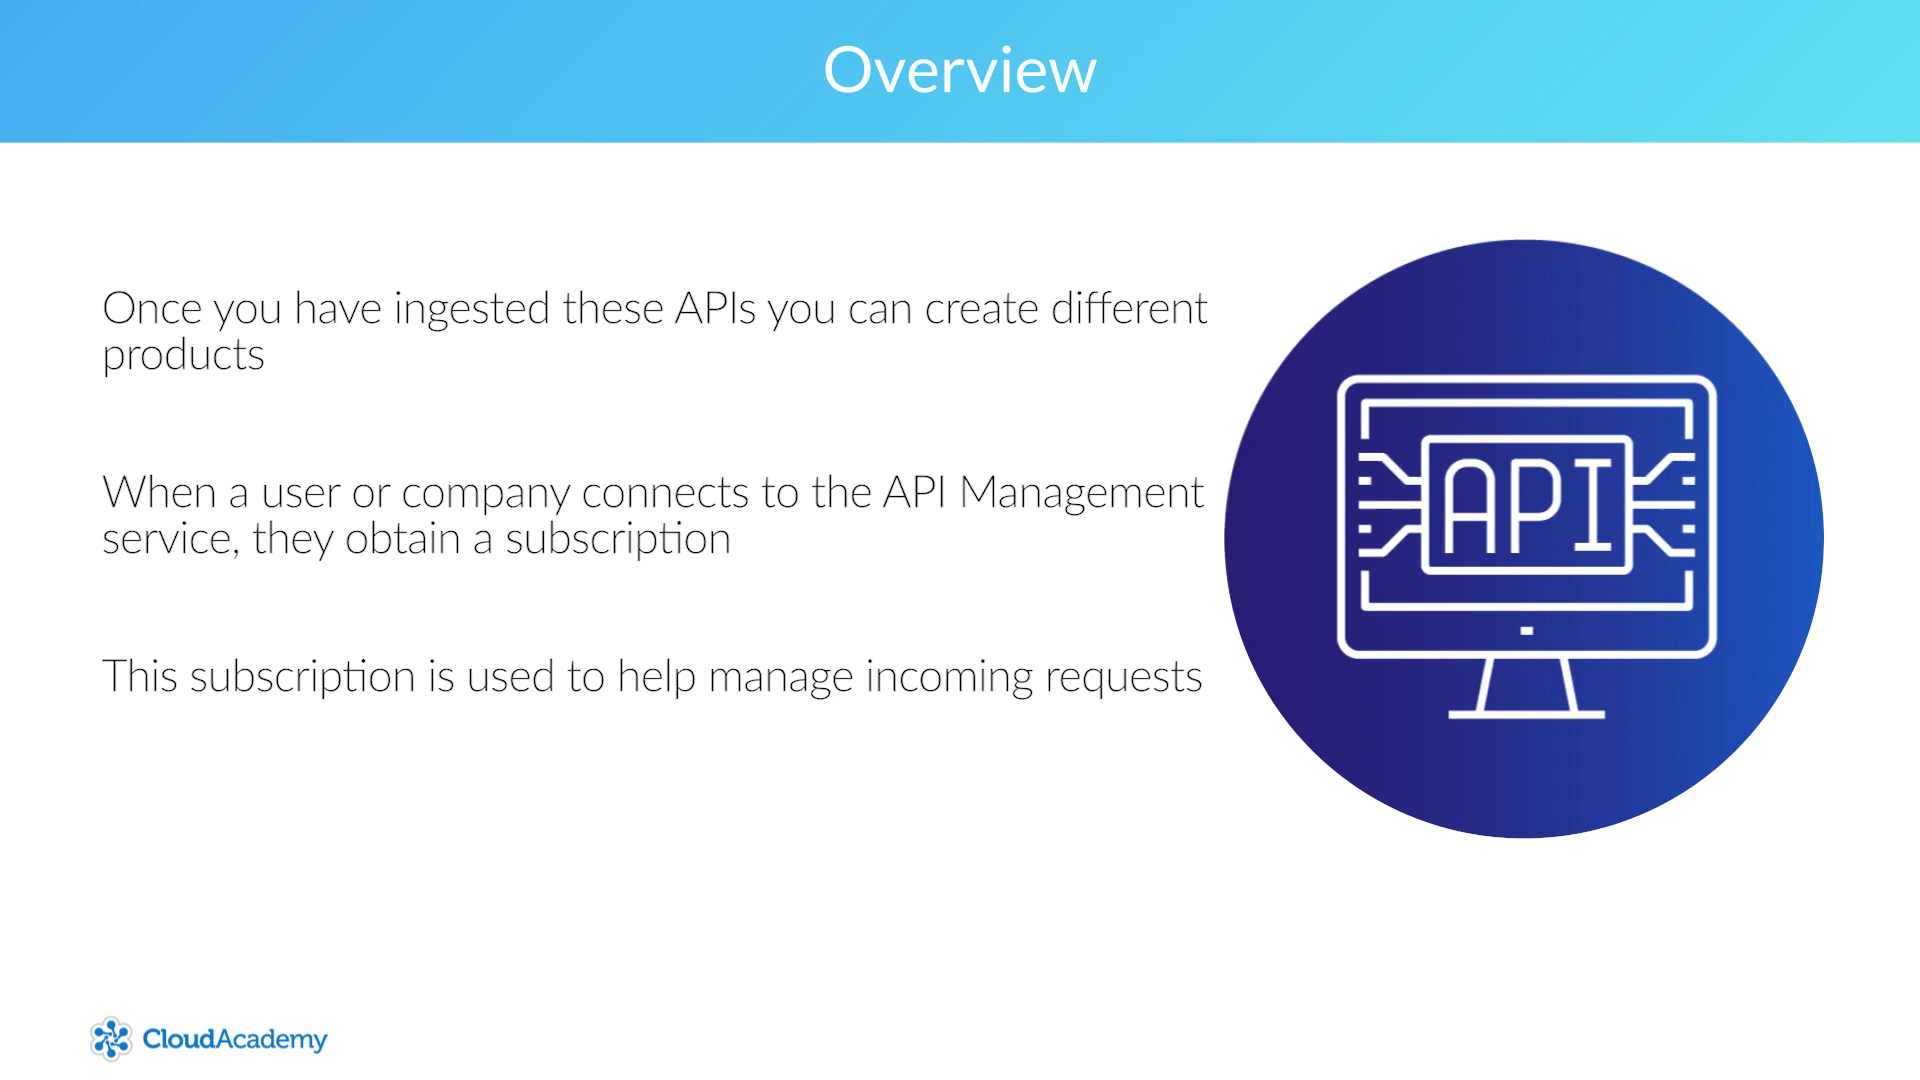 Overview
Once you have ingested these APIs you can create different
products
When a user or company connects to the API Management
service, they obtain a subscription
This subscription is used to help manage incoming requests
API
CloudAcademy